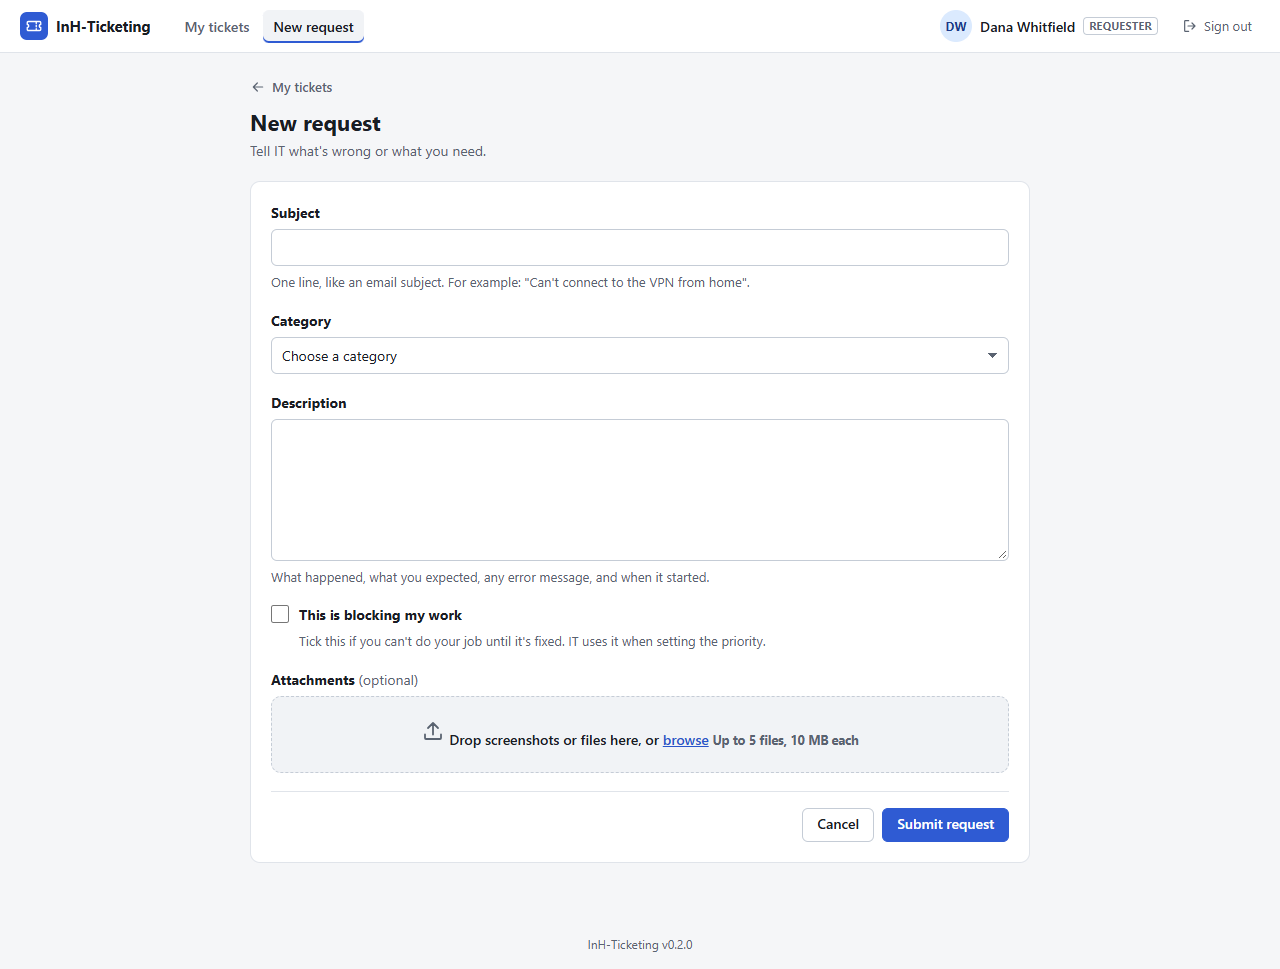 InH-Ticketing My tickets New request DW Dana Whitfield REQUESTER Sign out
My tickets
New request
Tell IT what's wrong or what you need.
Subject
One line, like an email subject. For example: "Can't connect to the VPN from home".
Category
Choose a category
Description
What happened, what you expected, any error message, and when it started.
This is blocking my work
Tick this if you can't do your job until it's fixed. IT uses it when setting the priority.
Attachments (optional)
Drop screenshots or files here, or browse Up to 5 files, 10 MB each
Cancel Submit request
InH-Ticketing v0.2.0